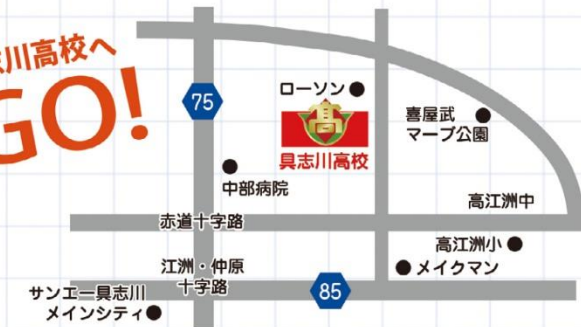 川高校へ
GO!
75
ローソン
喜屋武
マーブ公園
高
具志川高校
中部病院
高江洲中
赤道十字路
高江洲小
江洲・仲原
十字路
メイクマン
85
サンエー具志川
メインシティ